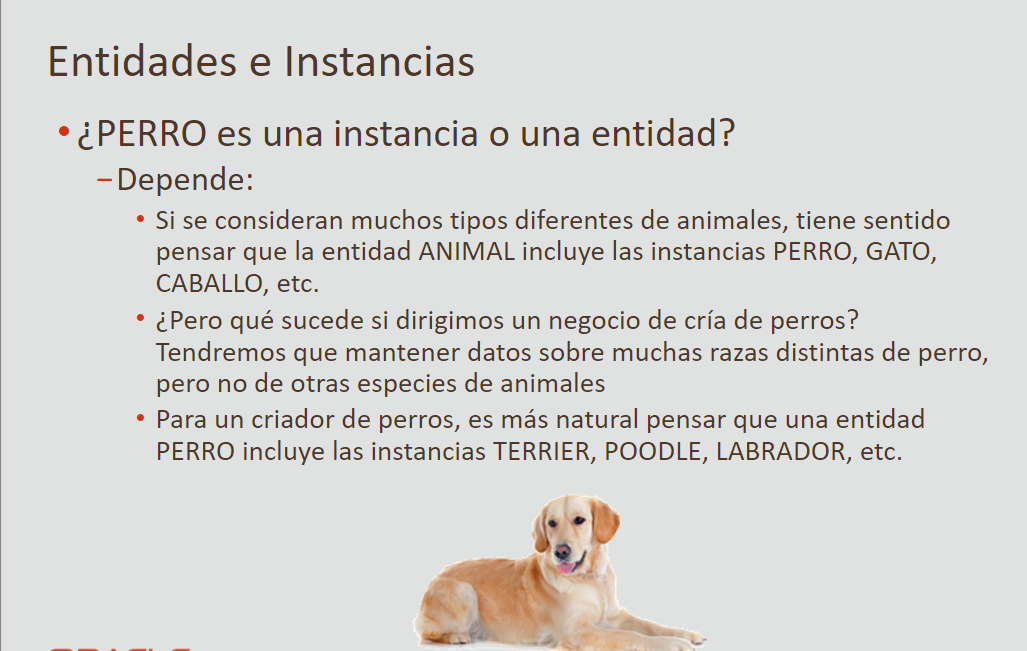 Entidades e Instancias
•¿PERRO es una instancia o una entidad?
–Depende:
• Si se consideran muchos tipos diferentes de animales, tiene sentido
pensar que la entidad ANIMAL incluye las instancias PERRO, GATO,
CABALLO, etc.
• ¿Pero qué sucede si dirigimos un negocio de cría de perros?
Tendremos que mantener datos sobre muchas razas distintas de perro,
pero no de otras especies de animales
• Para un criador de perros, es más natural pensar que una entidad
PERRO incluye las instancias TERRIER, POODLE, LABRADOR, etc.